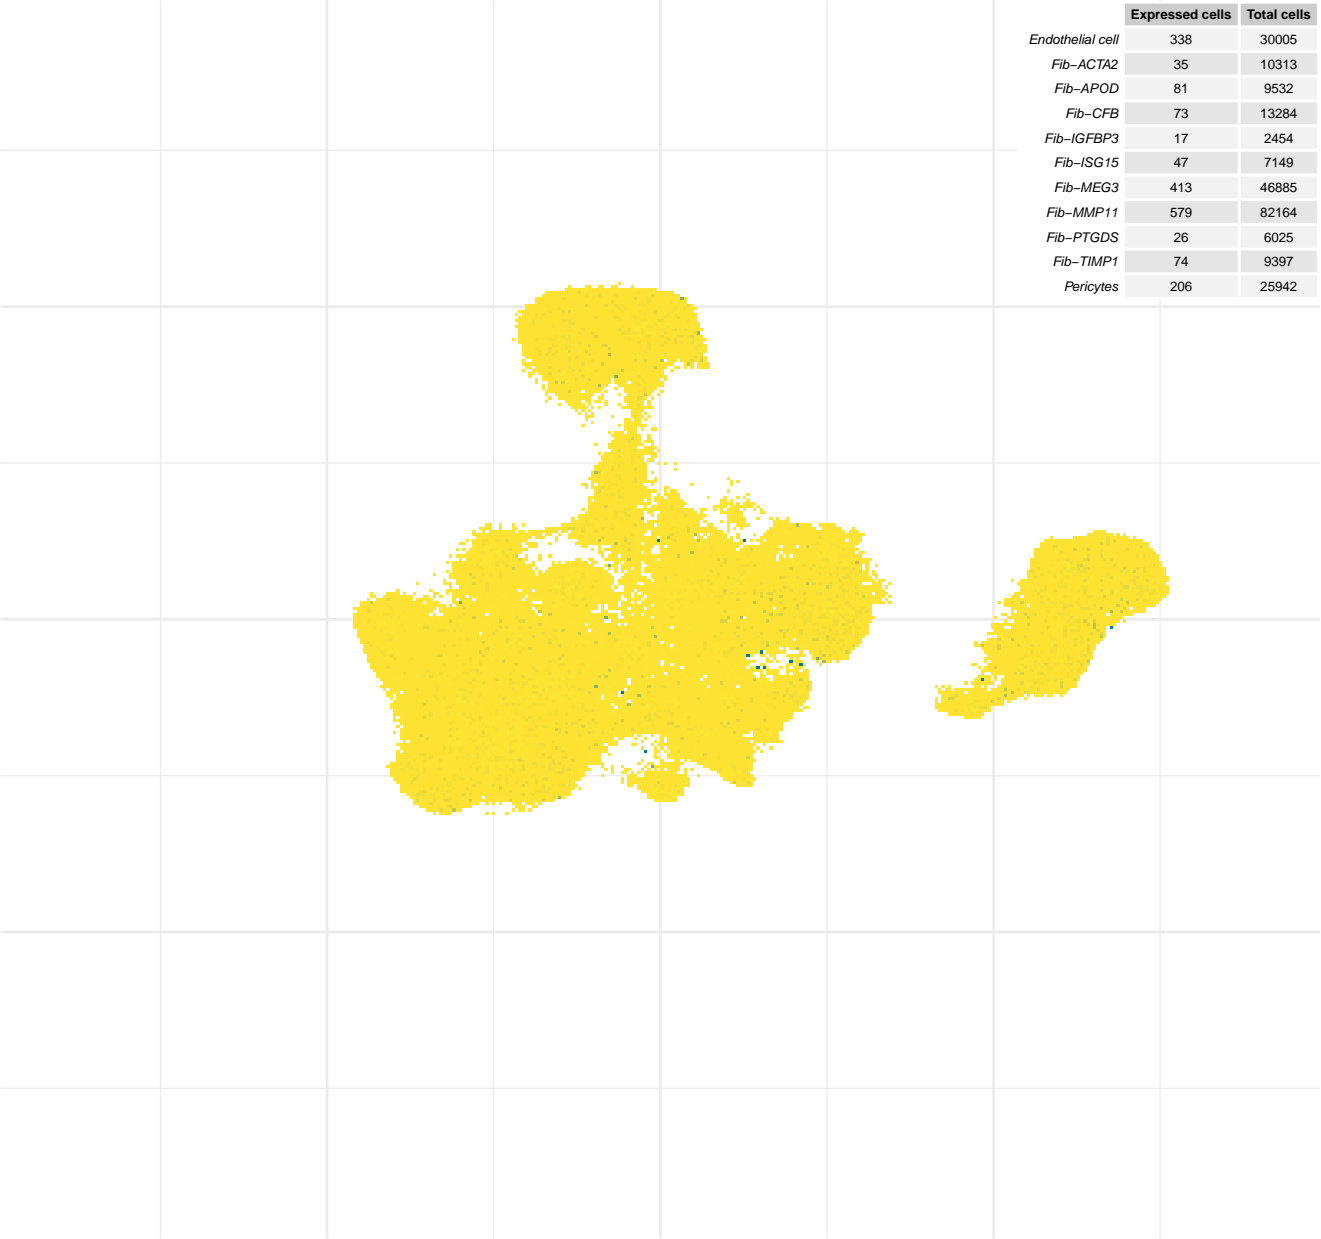 Expressed cells Total cells
Endothelial cell 338 30005
Fib−ACTA2 35 10313
Fib−APOD 81 9532
Fib−CFB 73 13284
Fib−IGFBP3 17 2454
Fib−ISG15 47 7149
Fib−MEG3 413 46885
Fib−MMP11 579 82164
Fib−PTGDS 26 6025
Fib−TIMP1 74 9397
Pericytes 206 25942